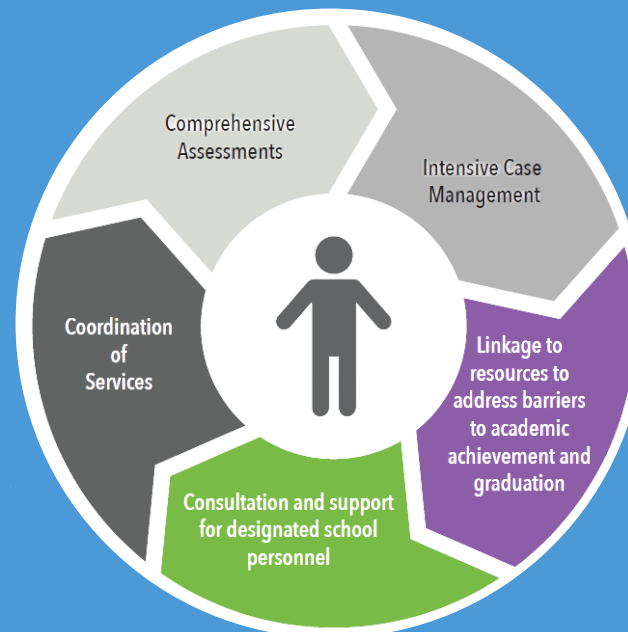 Comprehensive
Assessments
Intensive Case
Management
Linkage to
resources to
address barriers
to academic
achievement and
graduation
Consultation and support
for designated school
personnel
Coordination
of
Services